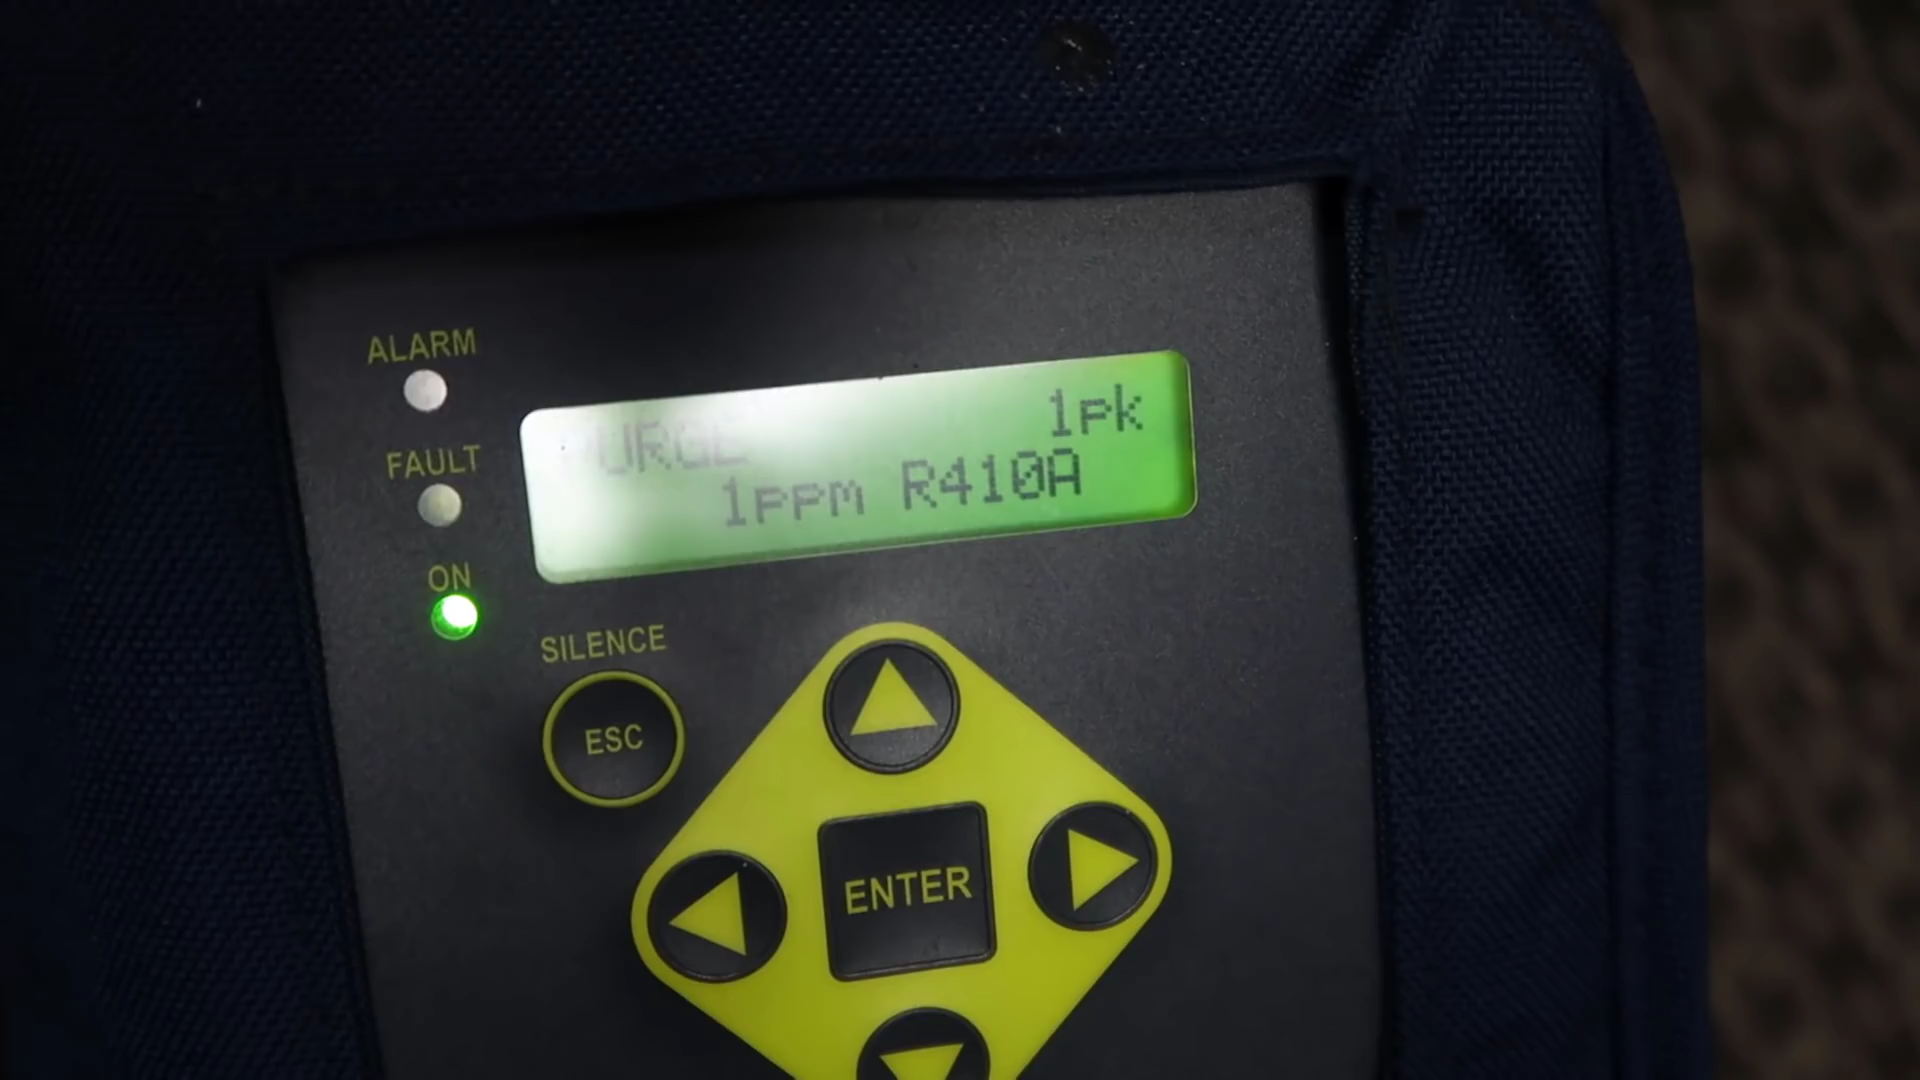 ALARM
FAULT
ON
PURGE 1pk
1ppm R410A
SILENCE
ESC
ENTER